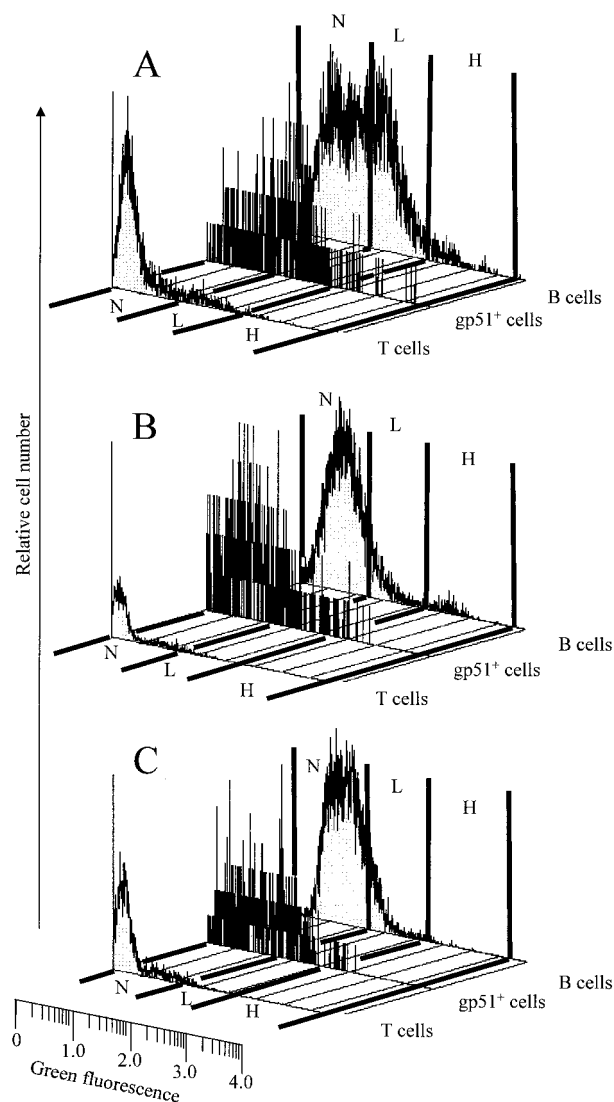 A
N
L
H
N
L
H
B cells
gp51+ cells
T cells
Relative cell number
B
N
L
H
N
L
H
B cells
gp51+ cells
T cells
C
N
L
H
N
L
H
B cells
gp51+ cells
T cells
0
1.0
2.0
3.0
4.0
Green fluorescence